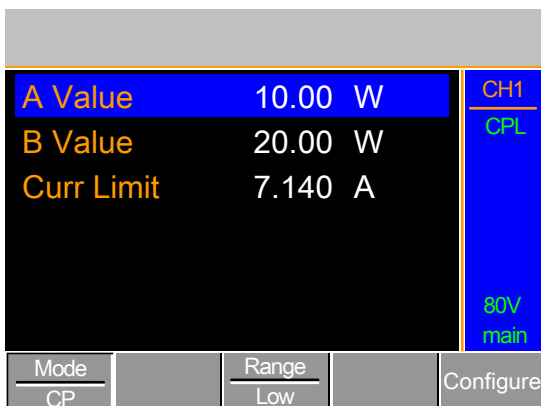 A Value 10.00 W
B Value 20.00 W
Curr Limit 7.140 A
CH1
CPL
80V
main
Mode
CP
Range
Low
Configure